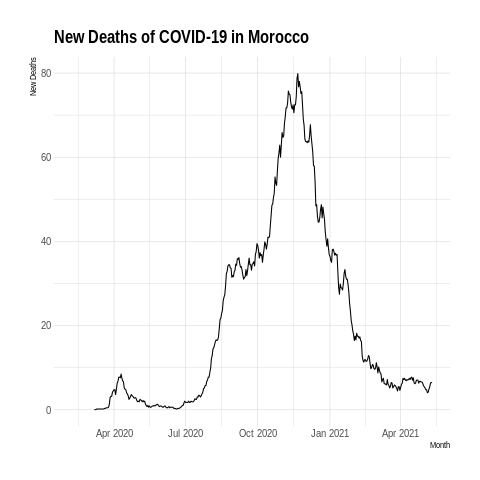 New Deaths of COVID-19 in Morocco
New Deaths
80
60
40
20
0
Apr 2020 Jul 2020 Oct 2020 Jan 2021 Apr 2021
Month